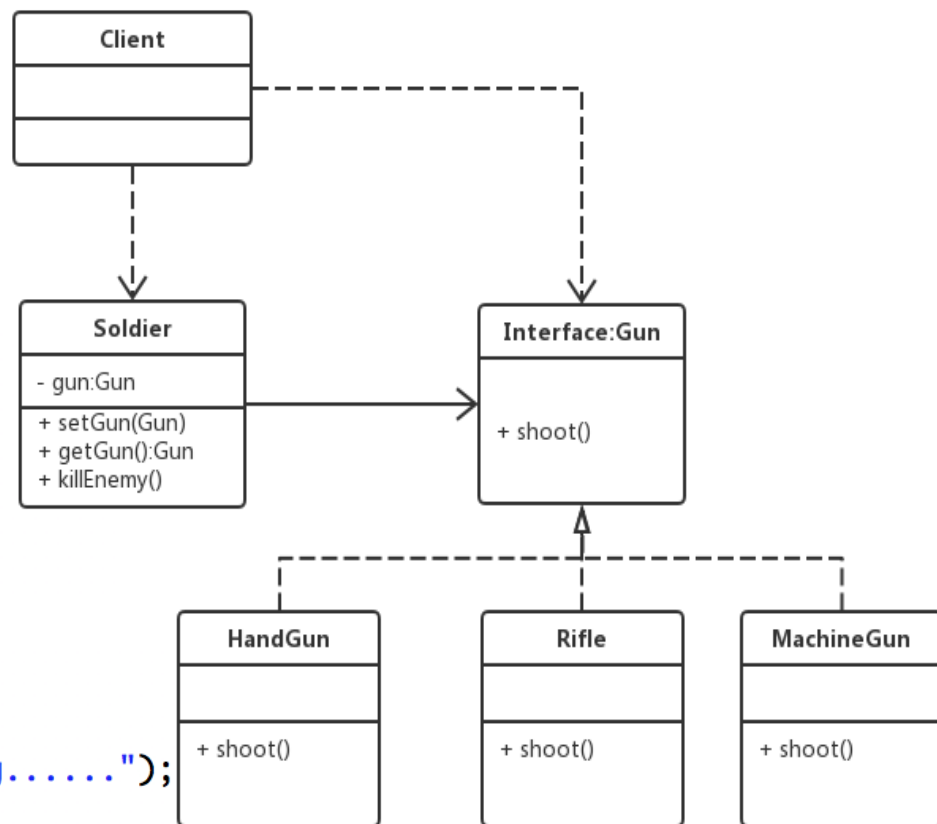 Client
Soldier
- gun:Gun
+ setGun(Gun)
+ getGun():Gun
+ killEnemy()
Interface:Gun
+ shoot()
HandGun
+ shoot()
Rifle
+ shoot()
MachineGun
+ shoot()
......");